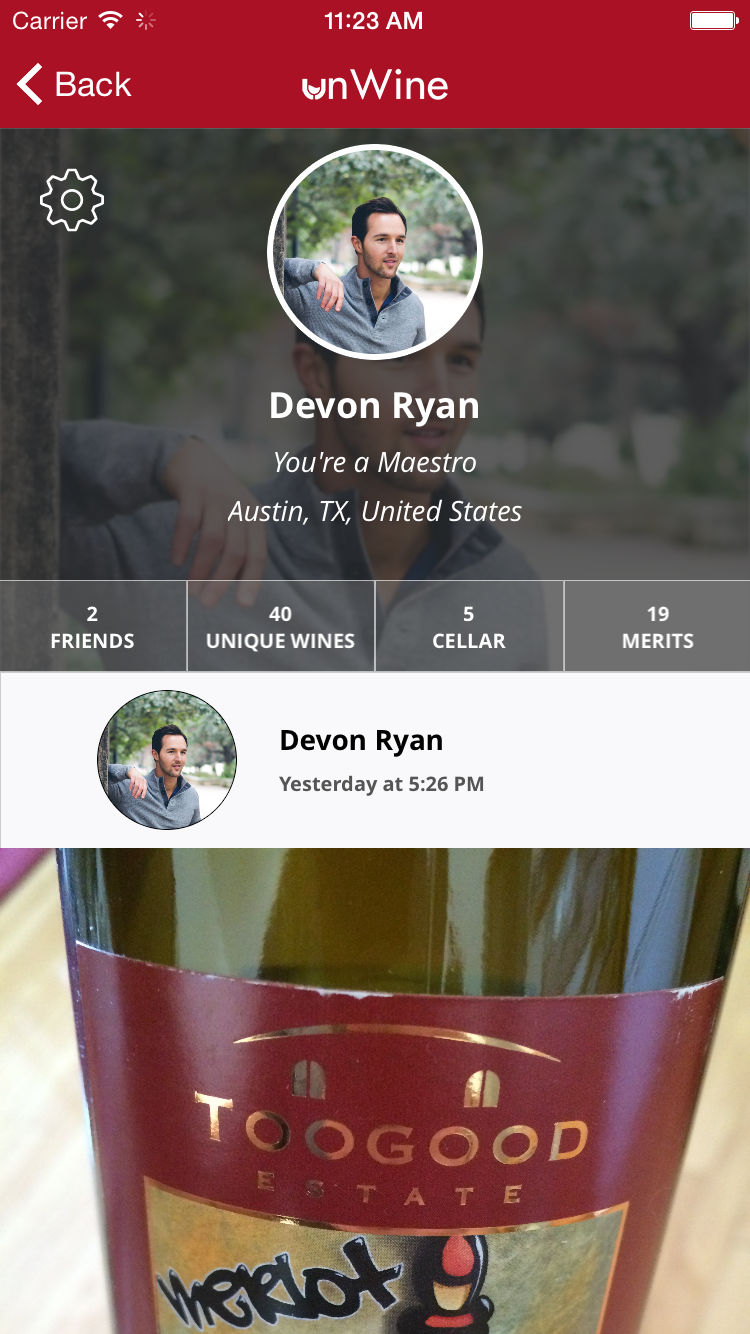 Carrier 11:23 AM
Back unWine
Devon Ryan
You're a Maestro
Austin, TX, United States
2 40 5 19
FRIENDS UNIQUE WINES CELLAR MERITS
Devon Ryan
Yesterday at 5:26 PM
TOOGOOD
ESTATE
merlot